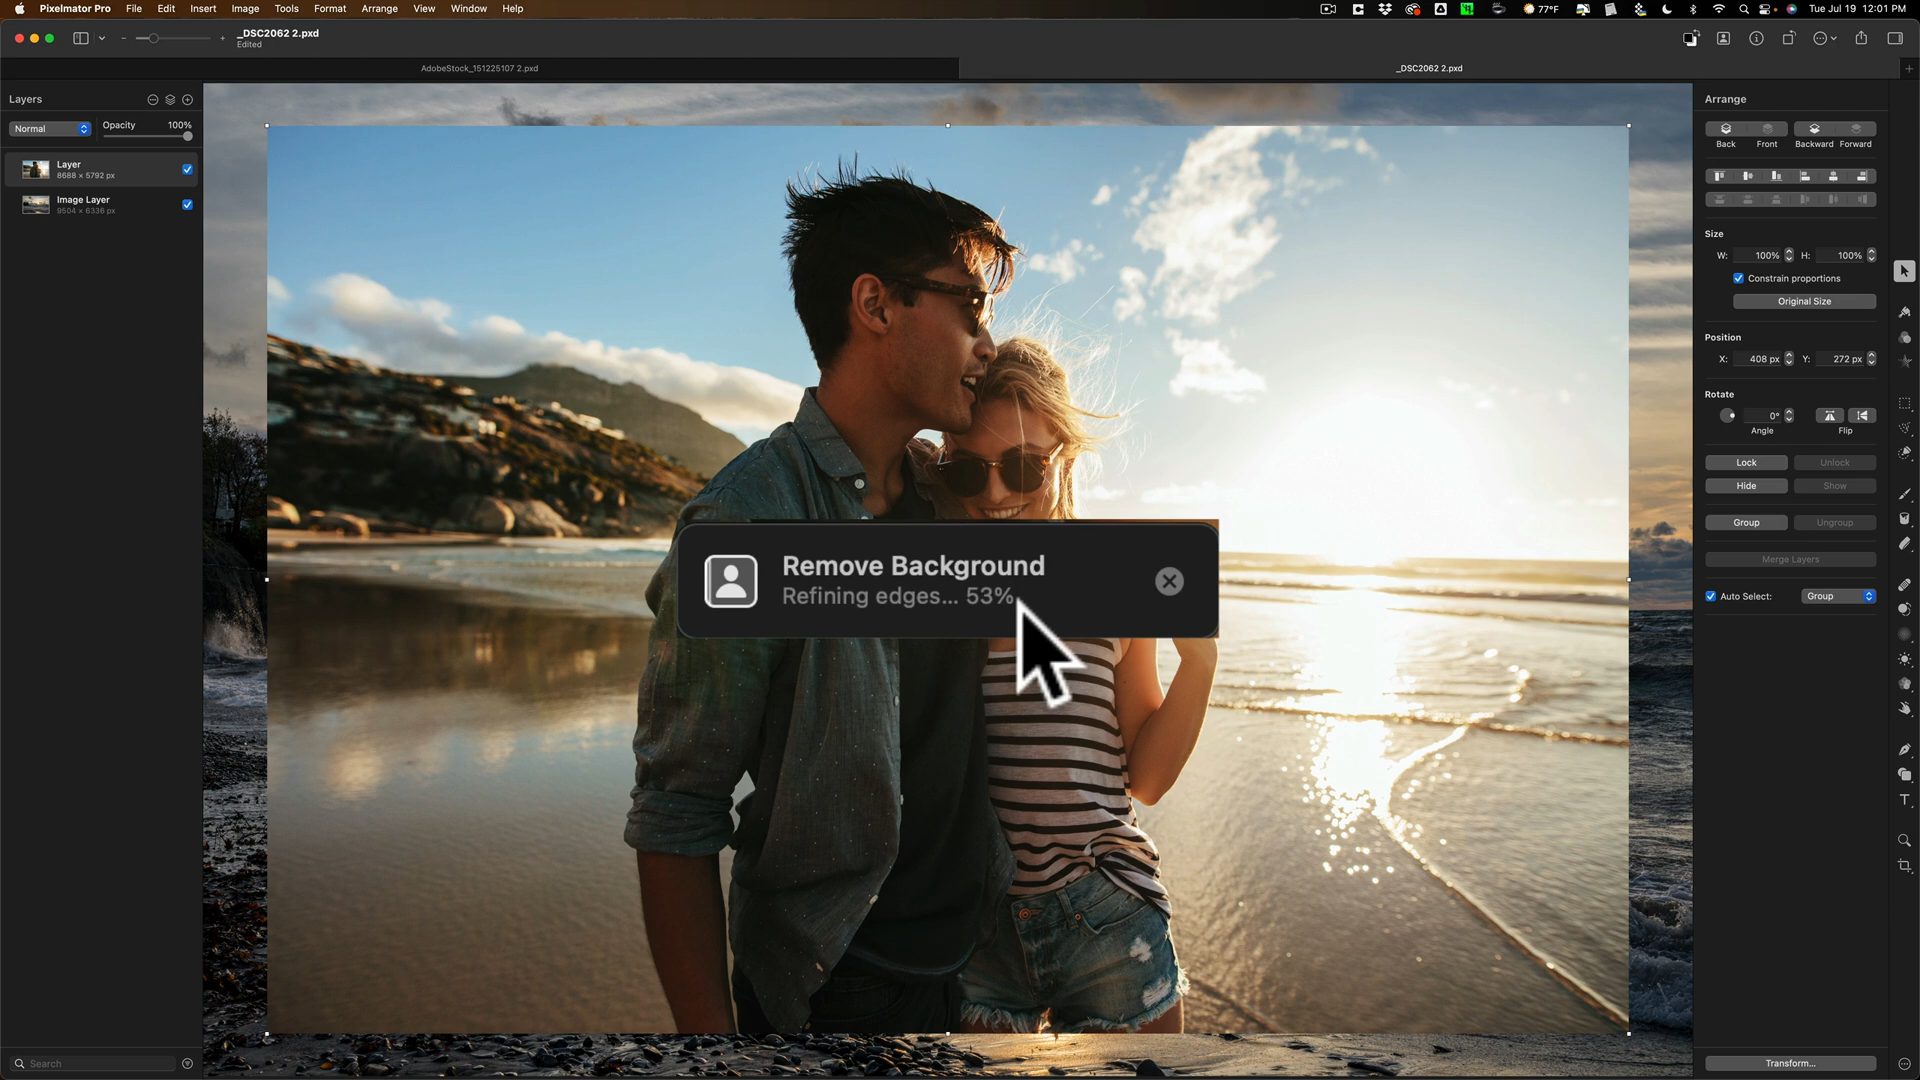 Pixelmator Pro File Edit Insert Image Tools Format Arrange View Window Help
77°F Tue Jul 19 12:01 PM
_DSC2062 2.pxd
Edited
AdobeStock_151225107 2.pxd
_DSC2062 2.pxd
Layers
Normal
Opacity 100%
Layer
8688 × 5792 px
Image Layer
9504 × 6336 px
Search
Remove Background
Refining edges... 53%
Arrange
Back Front Backward Forward
Size
W: 100% H: 100%
Constrain proportions
Original Size
Position
X: 408 px Y: 272 px
Rotate
0°
Angle Flip
Lock Unlock
Hide Show
Group Ungroup
Merge Layers
Auto Select: Group
Transform...